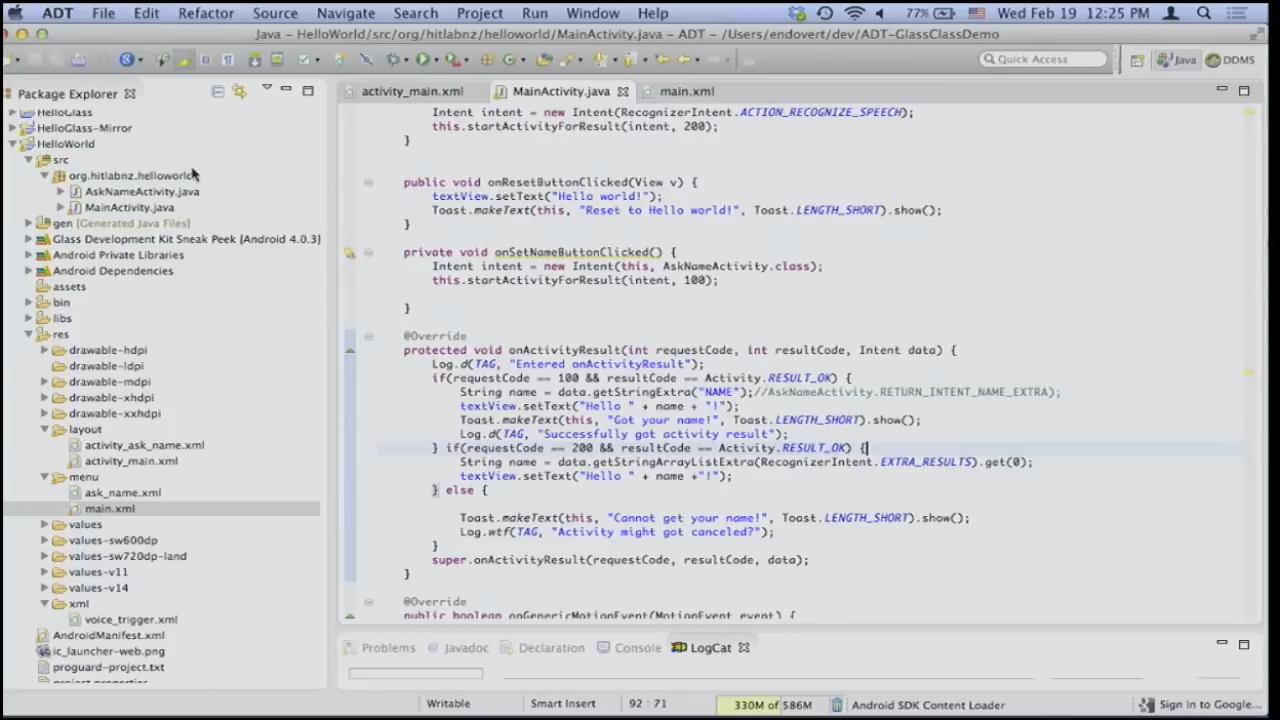 ADT File Edit Refactor Source Navigate Search Project Run Window Help 77% Wed Feb 19 12:25 PM
Java – HelloWorld/src/org/hitlabnz/helloworld/MainActivity.java – ADT – /Users/endovert/dev/ADT-GlassClassDemo
Quick Access Java DDMS
Package Explorer
HelloGlass
HelloGlass-Mirror
HelloWorld
src
org.hitlabnz.helloworld
AskNameActivity.java
MainActivity.java
gen [Generated Java Files]
Glass Development Kit Sneak Peek [Android 4.0.3]
Android Private Libraries
Android Dependencies
assets
bin
libs
res
drawable-hdpi
drawable-ldpi
drawable-mdpi
drawable-xhdpi
drawable-xxhdpi
layout
activity_ask_name.xml
activity_main.xml
menu
ask_name.xml
main.xml
values
values-sw600dp
values-sw720dp-land
values-v11
values-v14
xml
voice_trigger.xml
AndroidManifest.xml
ic_launcher-web.png
proguard-project.txt
project.properties
activity_main.xml MainActivity.java main.xml
Intent intent = new Intent(RecognizerIntent.ACTION_RECOGNIZE_SPEECH);
this.startActivityForResult(intent, 200);
}
public void onResetButtonClicked(View v) {
textView.setText("Hello world!");
Toast.makeText(this, "Reset to Hello world!", Toast.LENGTH_SHORT).show();
}
private void onSetNameButtonClicked() {
Intent intent = new Intent(this, AskNameActivity.class);
this.startActivityForResult(intent, 100);
}
@Override
protected void onActivityResult(int requestCode, int resultCode, Intent data) {
Log.d(TAG, "Entered onActivityResult");
if(requestCode == 100 && resultCode == Activity.RESULT_OK) {
String name = data.getStringExtra("NAME");//AskNameActivity.RETURN_INTENT_NAME_EXTRA);
textView.setText("Hello " + name + "!");
Toast.makeText(this, "Got your name!", Toast.LENGTH_SHORT).show();
Log.d(TAG, "Successfully got activity result");
} if(requestCode == 200 && resultCode == Activity.RESULT_OK) {
String name = data.getStringArrayListExtra(RecognizerIntent.EXTRA_RESULTS).get(0);
textView.setText("Hello " + name +"!");
} else {
Toast.makeText(this, "Cannot get your name!", Toast.LENGTH_SHORT).show();
Log.wtf(TAG, "Activity might got canceled?");
}
super.onActivityResult(requestCode, resultCode, data);
}
@Override
public boolean onGenericMotionEvent(MotionEvent event) {
Problems Javadoc Declaration Console LogCat
Writable Smart Insert 92 : 71 330M of 586M Android SDK Content Loader Sign in to Google...